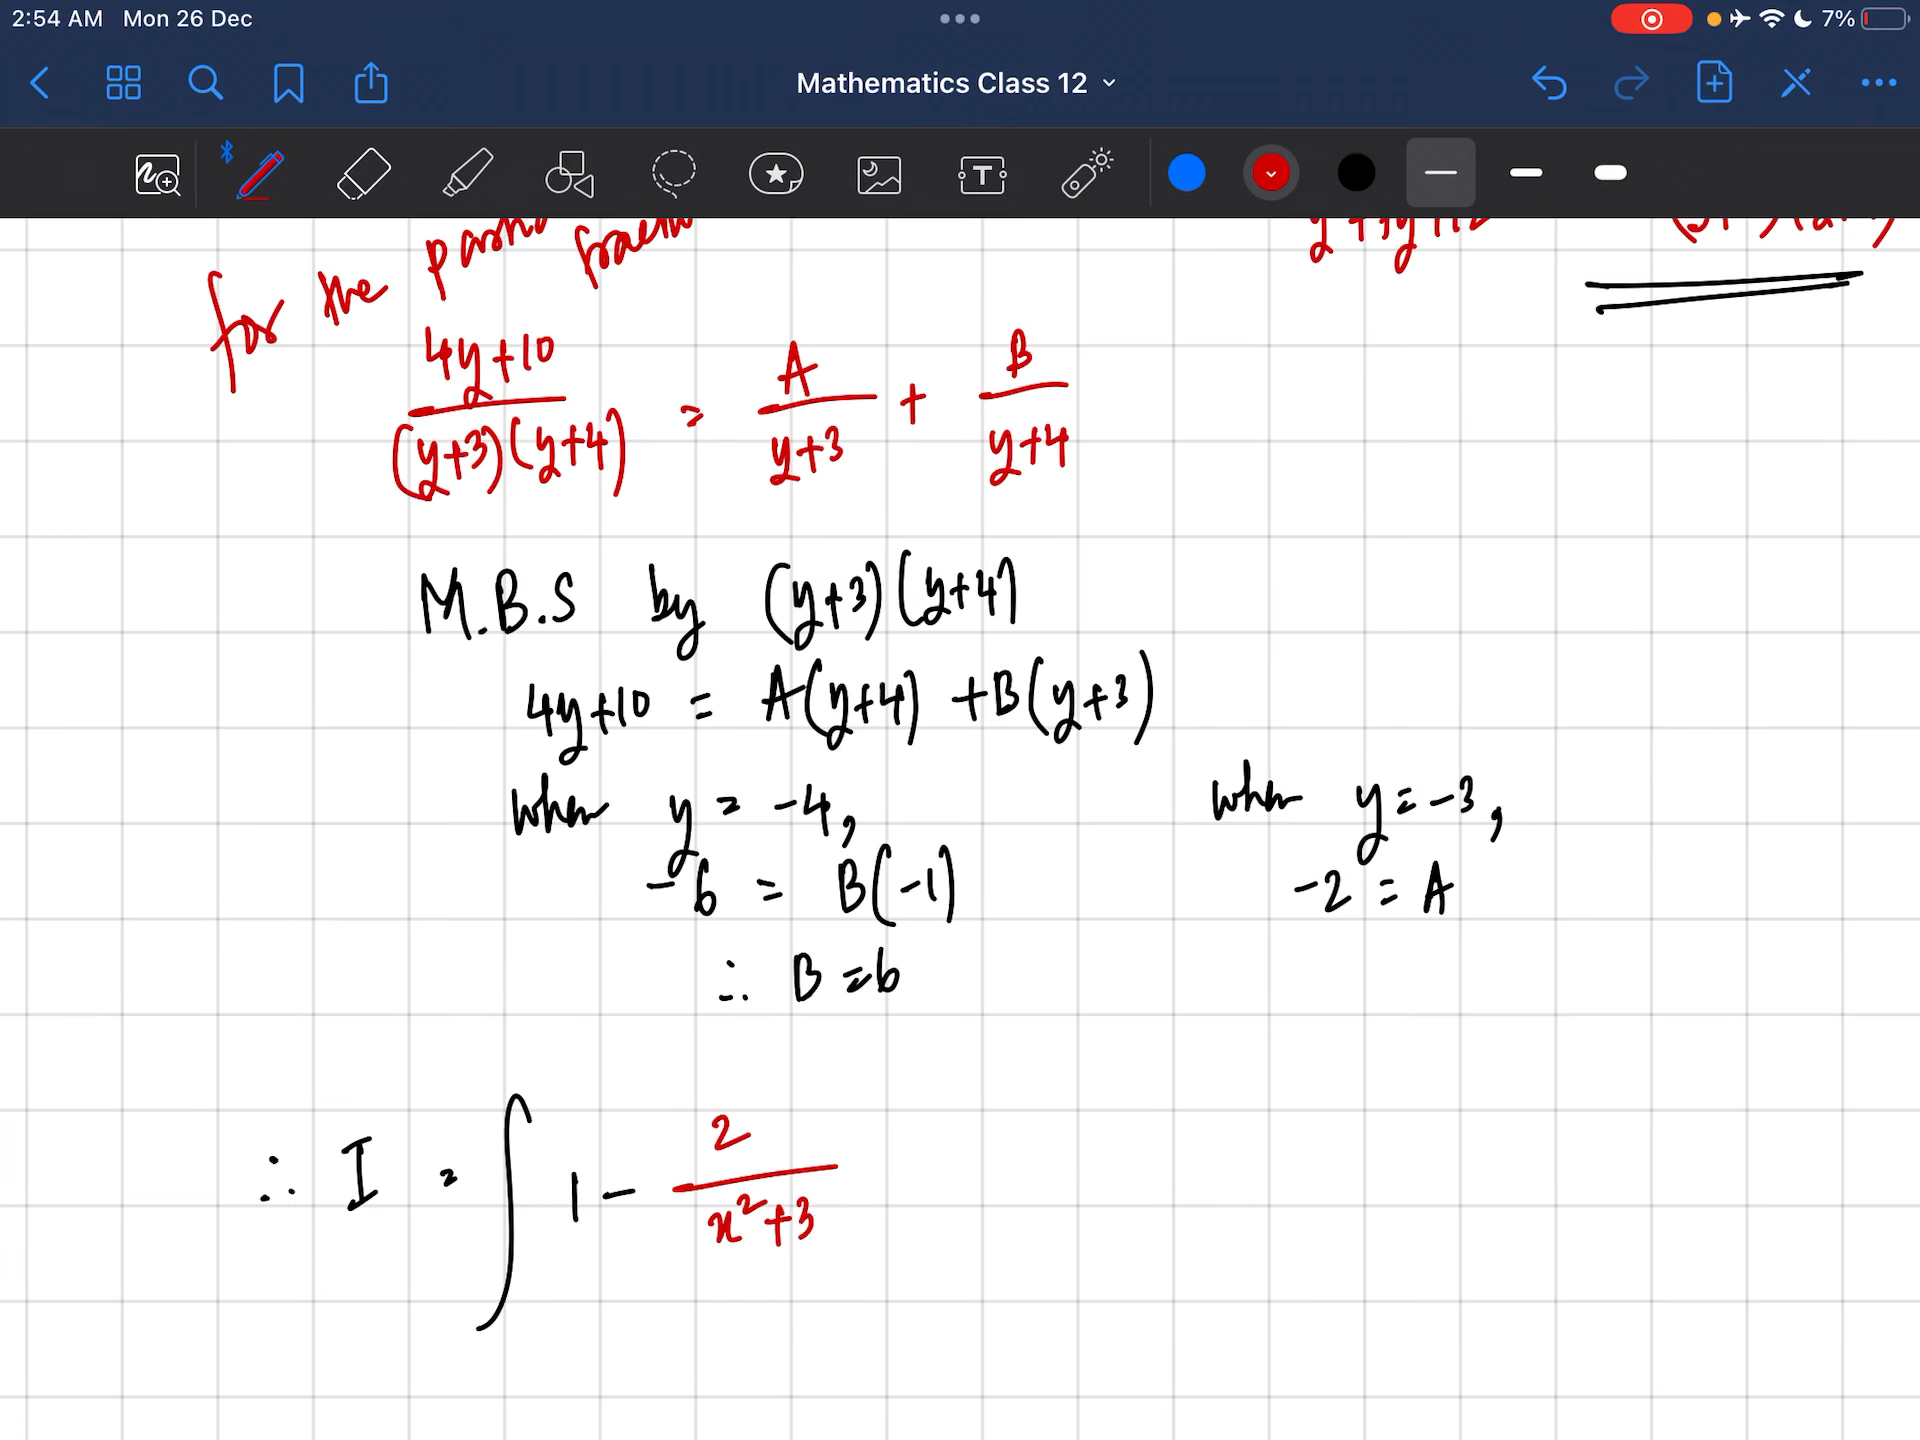 2:54 AM Mon 26 Dec 7%
Mathematics Class 12
T
for the
4y+10 / (y+3)(y+4) = A / y+3 + B / y+4
M.B.S by (y+3)(y+4)
4y+10 = A(y+4) +B(y+3)
when y = -4,
-6 = B(-1)
∴ B =6
when y = -3,
-2 = A
∴ I = ∫ 1 - 2 / x²+3